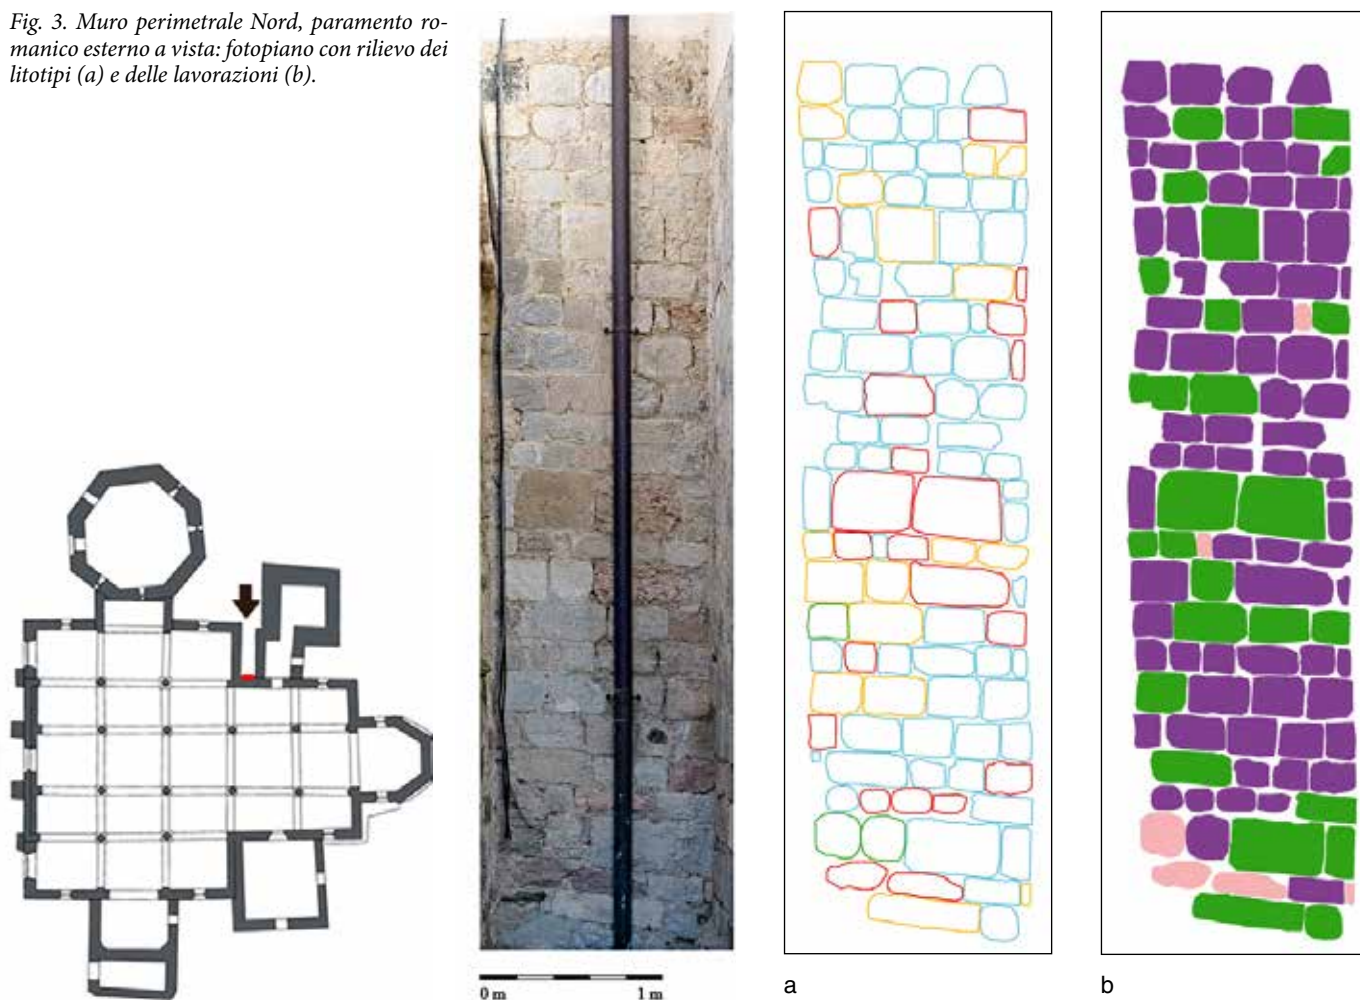 Fig. 3. Muro perimetrale Nord, paramento ro-
manico esterno a vista: fotopiano con rilievo dei
litotipi (a) e delle lavorazioni (b).
0 m 1 m
a
b